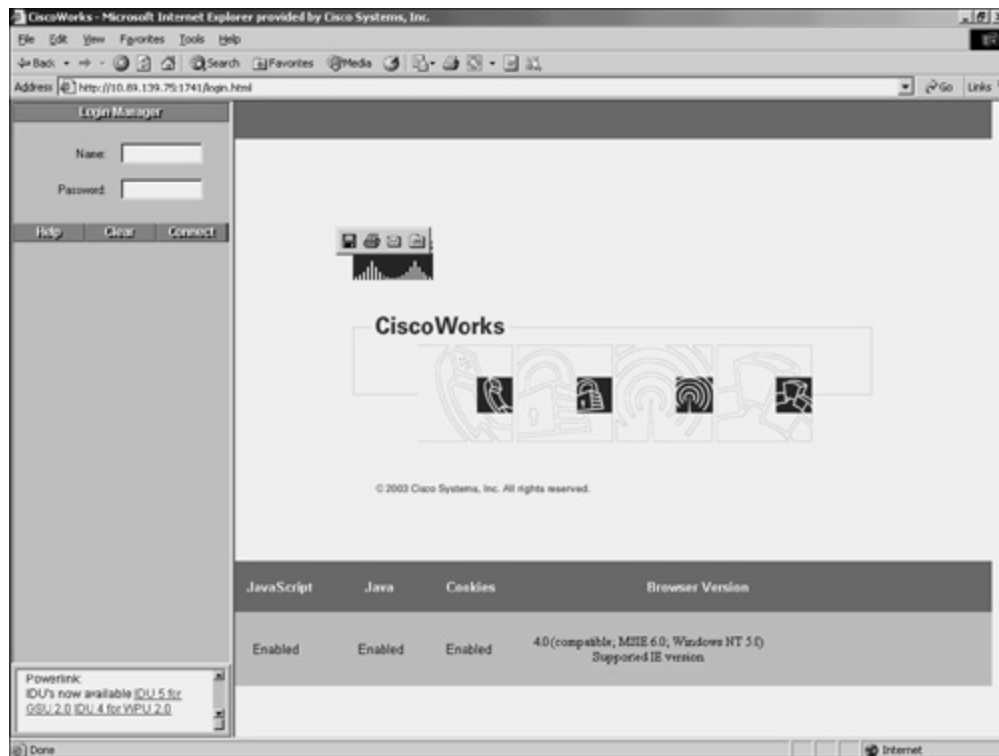 CiscoWorks - Microsoft Internet Explorer provided by Cisco Systems, Inc.
File Edit View Favorites Tools Help
Back Search Favorites Media
Address http://10.89.139.75:1741/login.html Go Links
Login Manager
Name:
Password:
Help Clear Connect
CiscoWorks
© 2003 Cisco Systems, Inc. All rights reserved.
JavaScript Java Cookies Browser Version
Enabled Enabled Enabled 4.0 (compatible; MSIE 6.0; Windows NT 5.0)
Supported IE version
Powerlink:
IDU's now available IDU 5 for
GSU 2.0 IDU 4 for WPU 2.0
Done Internet